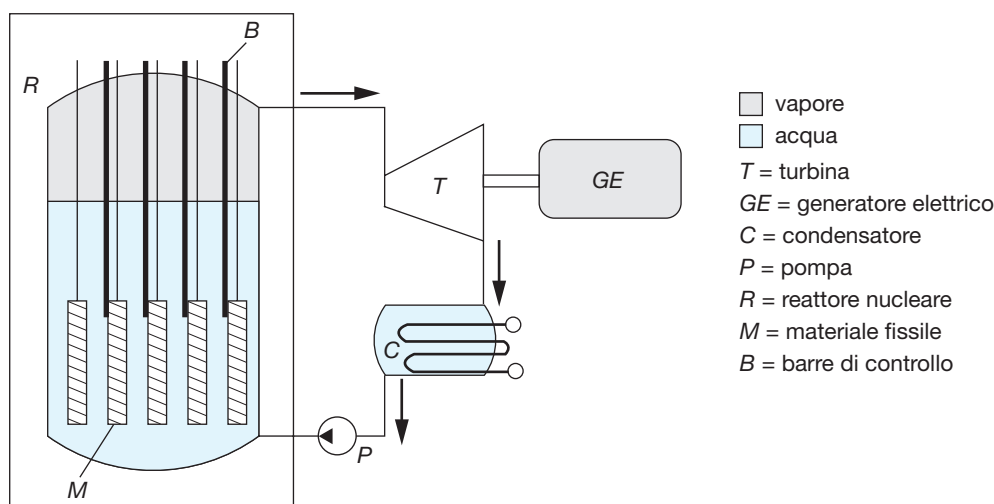 B
R
T
GE
C
P
M
vapore
acqua
T = turbina
GE = generatore elettrico
C = condensatore
P = pompa
R = reattore nucleare
M = materiale fissile
B = barre di controllo